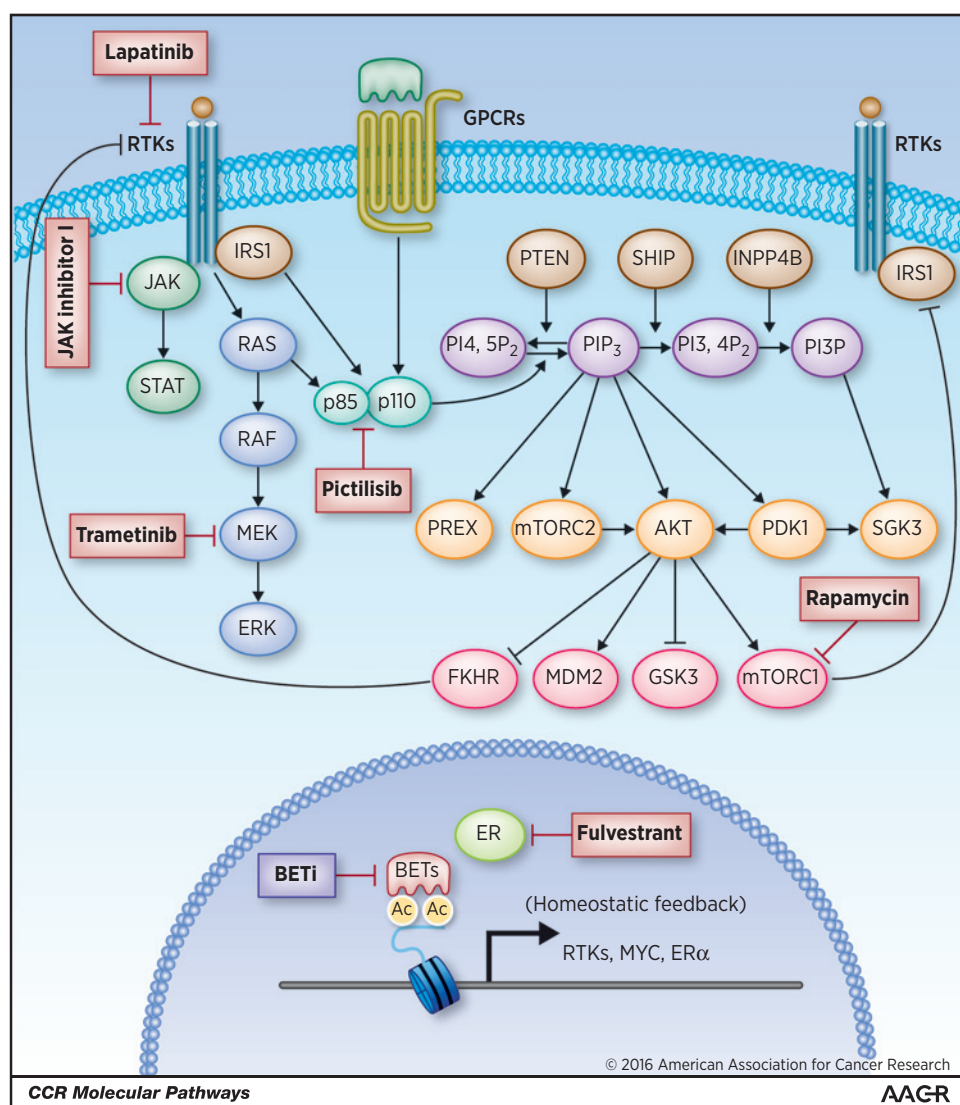 Lapatinib
RTKs
GPCRs
RTKs
JAK inhibitor I
JAK
IRS1
PTEN
SHIP
INPP4B
IRS1
STAT
RAS
PI4, 5P2
PIP3
PI3, 4P2
PI3P
p85
p110
RAF
Pictilisib
Trametinib
MEK
PREX
mTORC2
AKT
PDK1
SGK3
Rapamycin
ERK
FKHR
MDM2
GSK3
mTORC1
ER
Fulvestrant
BETi
BETs
Ac
Ac
(Homeostatic feedback)
RTKs, MYC, ERα
© 2016 American Association for Cancer Research
CCR Molecular Pathways
AACR